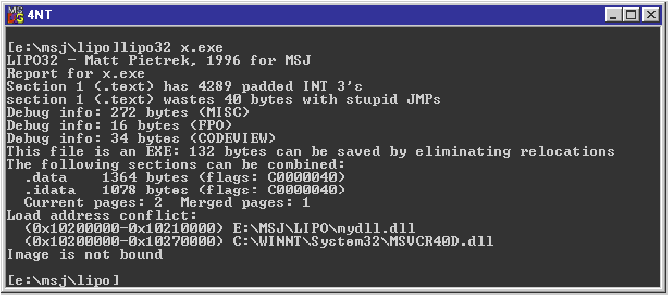 4NT
[e:\msj\lipo]lipo32 x.exe
LIPO32 - Matt Pietrek, 1996 for MSJ
Report for x.exe
Section 1 (.text) has 4289 padded INT 3's
section 1 (.text) wastes 40 bytes with stupid JMPs
Debug info: 272 bytes (MISC)
Debug info: 16 bytes (FPO)
Debug info: 34 bytes (CODEVIEW)
This file is an EXE: 132 bytes can be saved by eliminating relocations
The following sections can be combined:
.data 1364 bytes (flags: C0000040)
.idata 1078 bytes (flags: C0000040)
Current pages: 2 Merged pages: 1
Load address conflict:
(0x10200000-0x10210000) E:\MSJ\LIPO\mydll.dll
(0x10200000-0x10270000) C:\WINNT\System32\MSVCR40D.dll
Image is not bound
[e:\msj\lipo]